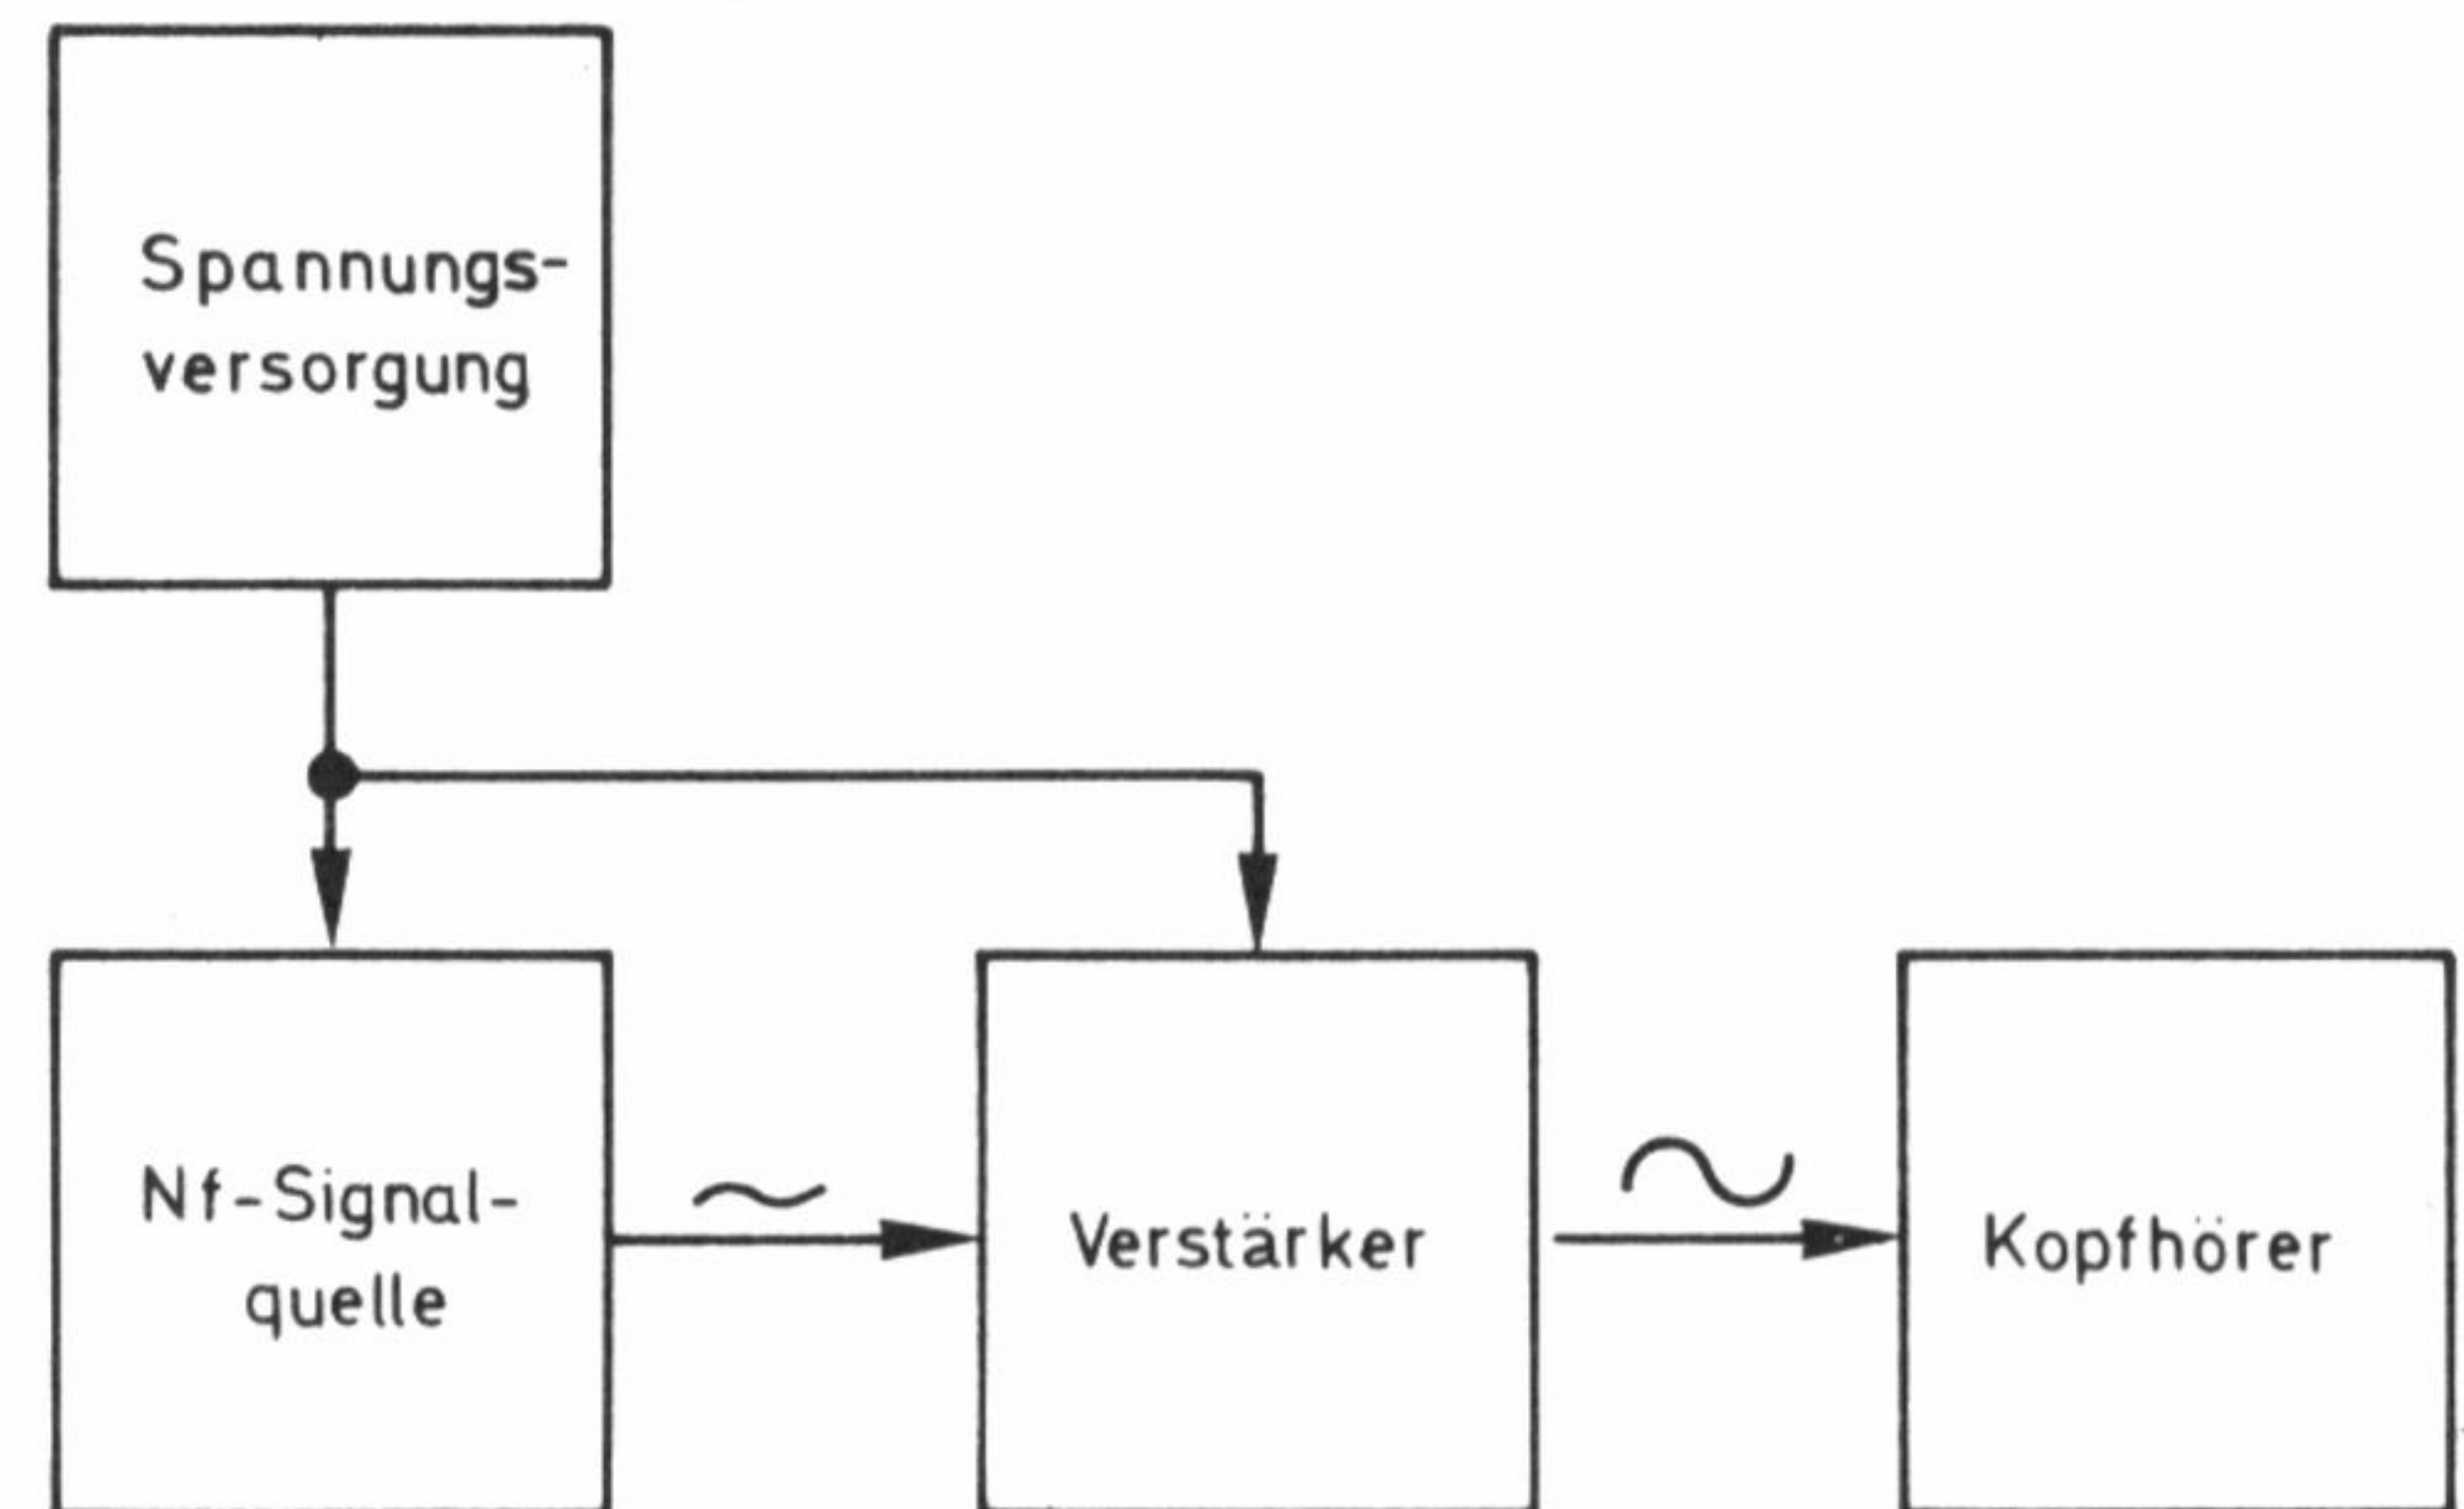 Spannungs-
versorgung
Nf-Signal-
quelle
Verstärker
Kopfhörer